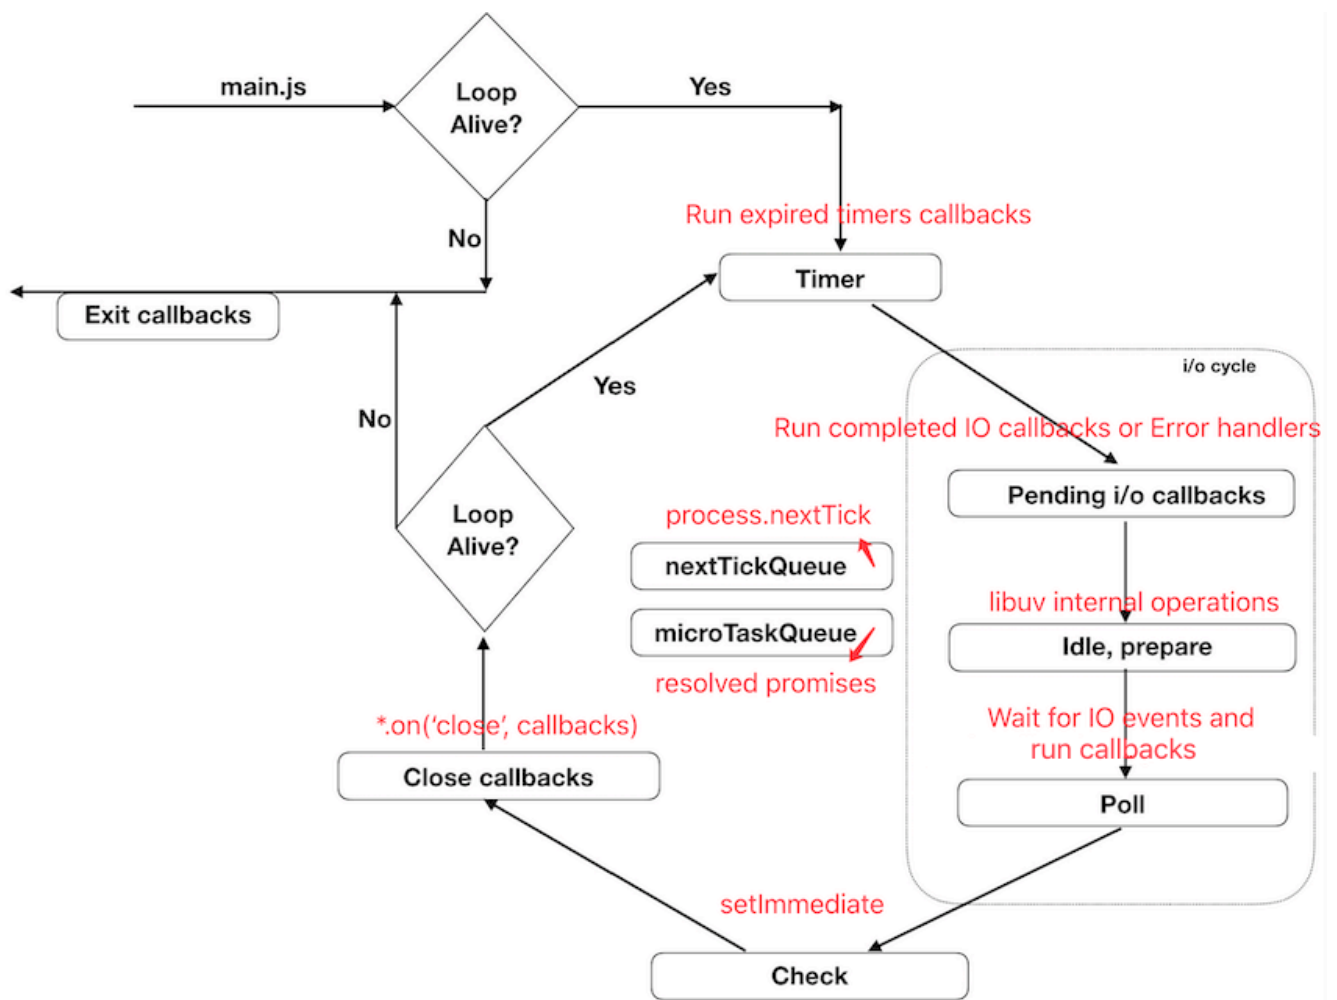 main.js
Loop
Alive?
Yes
No
Run expired timers callbacks
Timer
Exit callbacks
Yes
No
i/o cycle
Run completed IO callbacks or Error handlers
Pending i/o callbacks
Loop
Alive?
process.nextTick
nextTickQueue
libuv internal operations
microTaskQueue
Idle, prepare
resolved promises
Wait for IO events and
run callbacks
*.on(‘close’, callbacks)
Close callbacks
Poll
setImmediate
Check